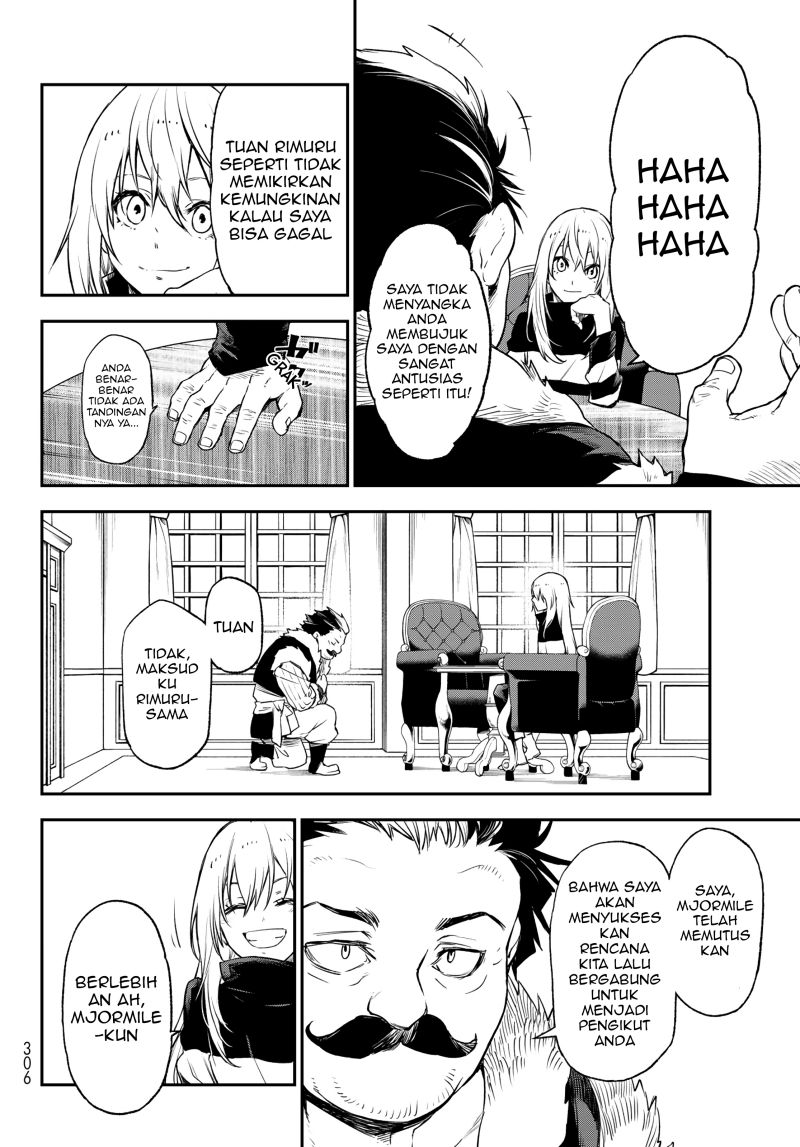 HAHA
HAHA
HAHA
SAYA TIDAK
MENYANGKA
ANDA
MEMBUJUK
SAYA DENGAN
SANGAT
ANTUSIAS
SEPERTI ITU!
TUAN RIMURU
SEPERTI TIDAK
MEMIKIRKAN
KEMUNGKINAN
KALAU SAYA
BISA GAGAL
ガタ
GRAK
ANDA
BENAR-
BENAR
TIDAK ADA
TANDINGAN
NYA YA...
TUAN
TIDAK,
MAKSUD
KU
RIMURU-
SAMA
SAYA,
MJORMILE
TELAH
MEMUTUS
KAN
BAHWA SAYA
AKAN
MENYUKSES
KAN
RENCANA
KITA LALU
BERGABUNG
UNTUK
MENJADI
PENGIKUT
ANDA
BERLEBIH
AN AH,
MJORMILE
-KUN
306